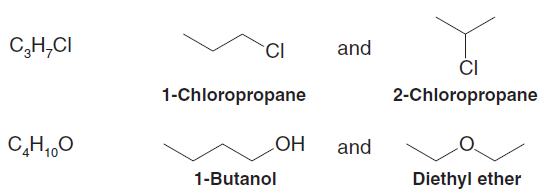 C₃H₇Cl Cl and Cl
1-Chloropropane 2-Chloropropane
C₄H₁₀O OH and O
1-Butanol Diethyl ether